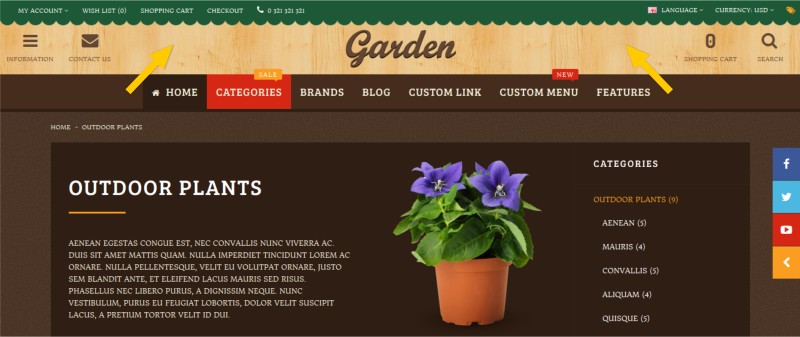 MY ACCOUNT WISH LIST (0) SHOPPING CART CHECKOUT 0 321 321 321 LANGUAGE CURRENCY: USD
Garden
0
INFORMATION CONTACT US SHOPPING CART SEARCH
SALE NEW
HOME CATEGORIES BRANDS BLOG CUSTOM LINK CUSTOM MENU FEATURES
HOME - OUTDOOR PLANTS
OUTDOOR PLANTS
AENEAN EGESTAS CONGUE EST, NEC CONVALLIS NUNC VIVERRA AC.
DUIS SIT AMET MATTIS QUAM. NULLA IMPERDIET TINCIDUNT LOREM AC
ORNARE. NULLA PELLENTESQUE, VELIT EU VOLUTPAT ORNARE, JUSTO
SEM BLANDIT ANTE, ET ELEIFEND LACUS MAURIS SED RISUS.
PHASELLUS NEC LIBERO PURUS, A DIGNISSIM NEQUE. NUNC
VESTIBULUM, PURUS EU FEUGIAT LOBORTIS, DOLOR VELIT SUSCIPIT
LACUS, A PRETIUM TORTOR VELIT ID DUI.
CATEGORIES
OUTDOOR PLANTS (9)
AENEAN (5)
MAURIS (4)
CONVALLIS (5)
ALIQUAM (4)
QUISQUE (5)